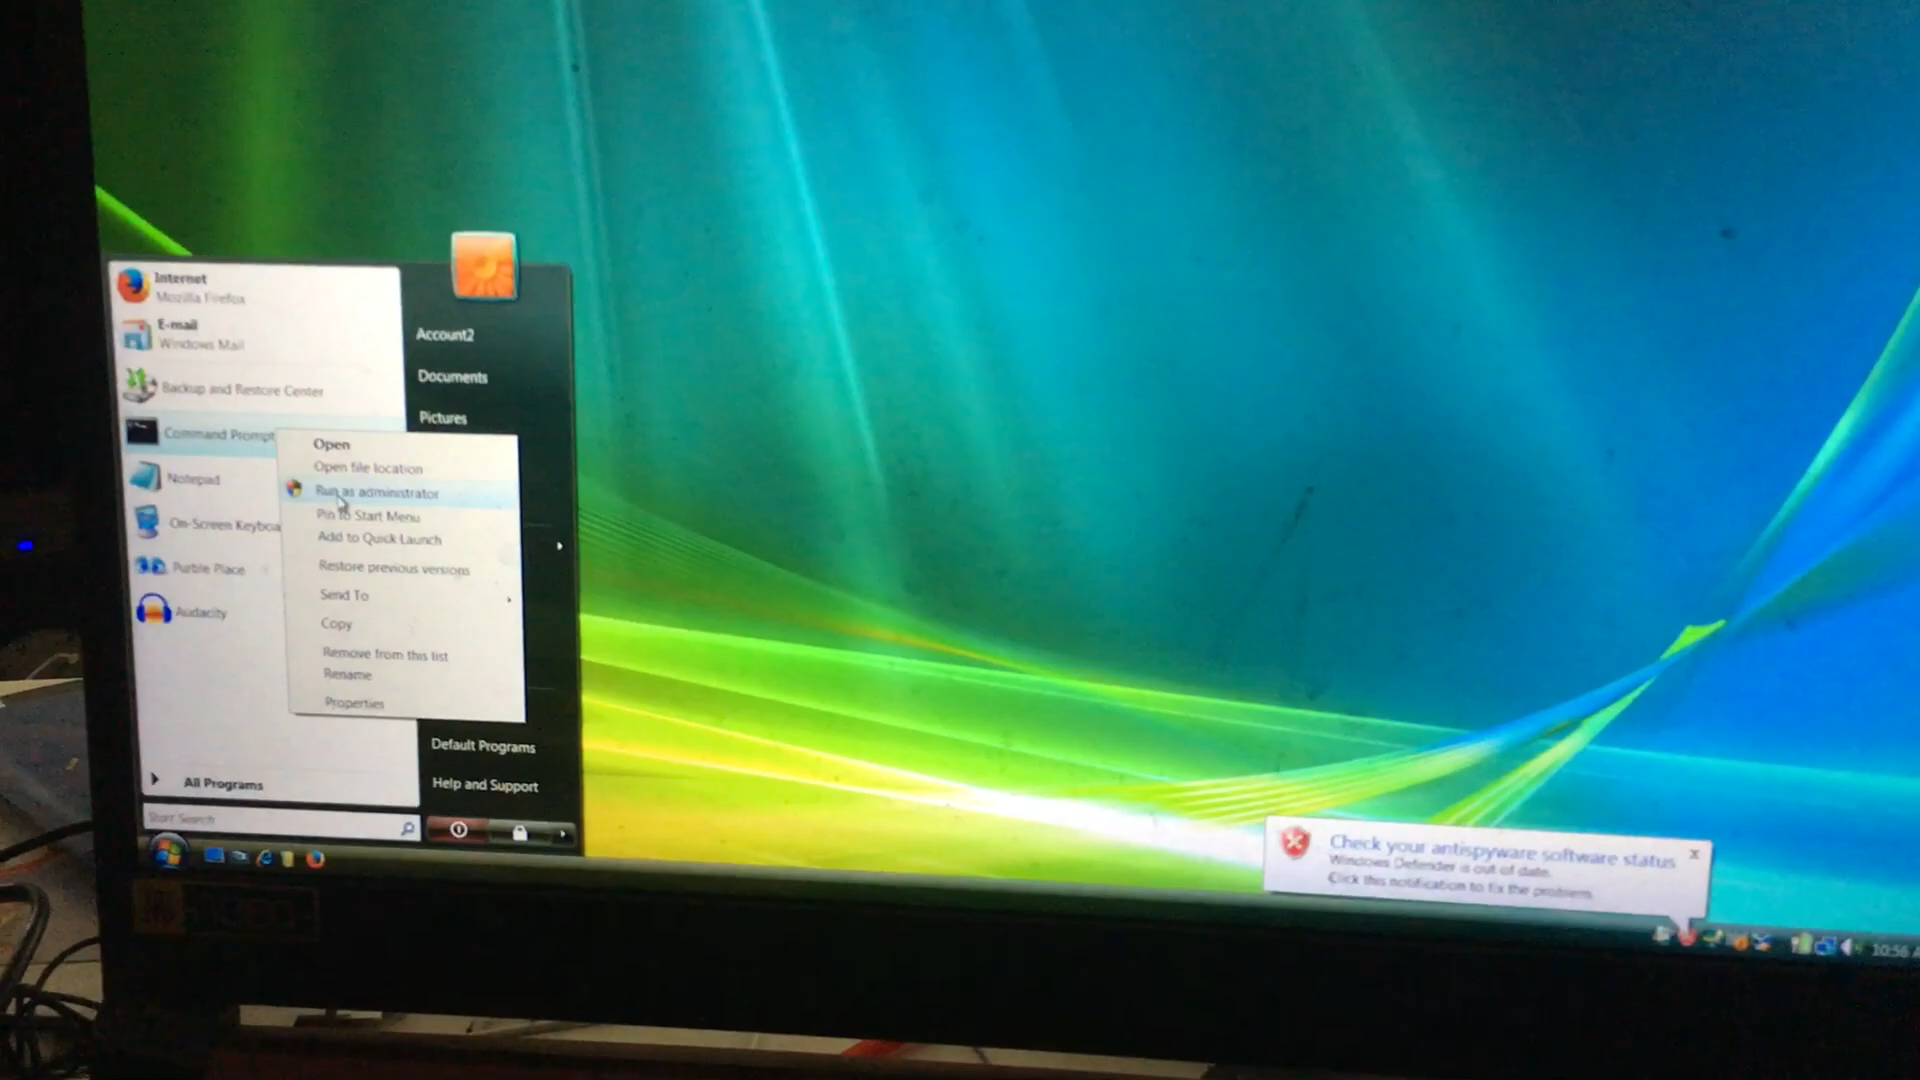 Internet
Mozilla Firefox
E-mail
Windows Mail
Backup and Restore Center
Command Prompt
Notepad
On-Screen Keyboa
Purble Place
Audacity
All Programs
Start Search
Account2
Documents
Pictures
Default Programs
Help and Support
Open
Open file location
Run as administrator
Pin to Start Menu
Add to Quick Launch
Restore previous versions
Send To
Copy
Remove from this list
Rename
Properties
Check your antispyware software status
Windows Defender is out of date.
Click this notification to fix the problem.
10:56 A